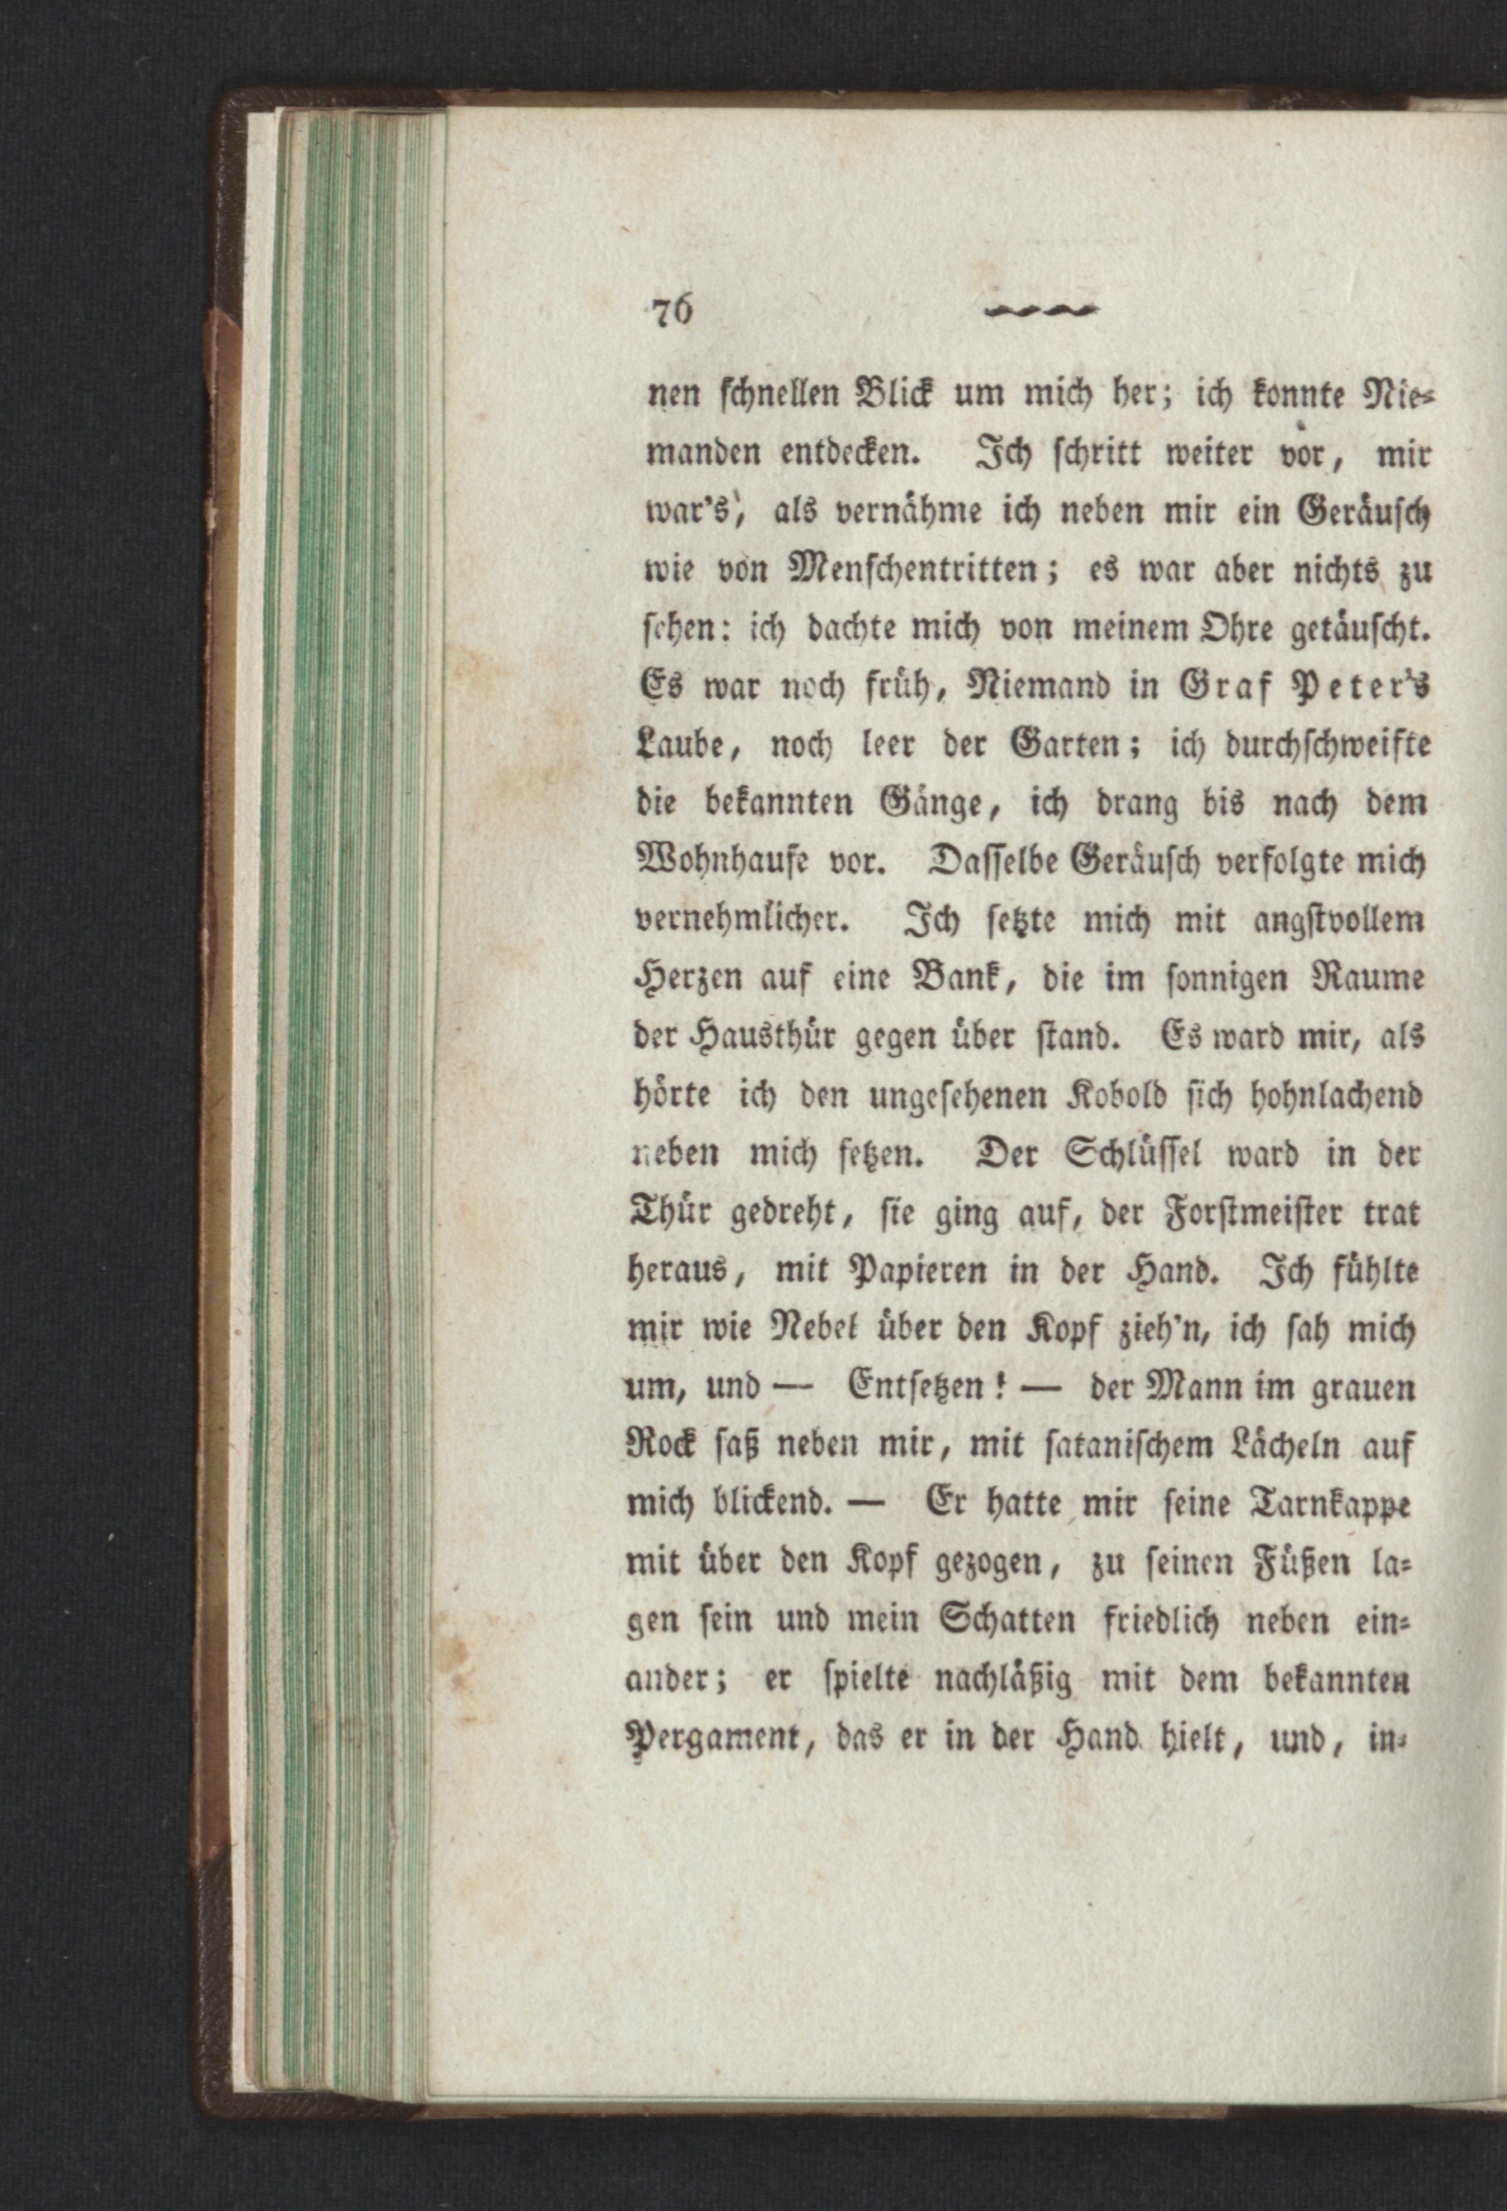 76
nen ſchnellen Blick um mich her; ich konnte Nie⸗
manden entdecken. Ich ſchritt weiter vor, mir
war's, als vernähme ich neben mir ein Geräuſch
wie von Menſchentritten; es war aber nichts zu
ſehen: ich dachte mich von meinem Ohre getäuſcht.
Es war noch früh, Niemand in Graf Peter's
Laube, noch leer der Garten; ich durchſchweifte
die bekannten Gänge, ich drang bis nach dem
Wohnhauſe vor. Daſſelbe Geräuſch verfolgte mich
vernehmlicher. Ich ſetzte mich mit angſtvollem
Herzen auf eine Bank, die im ſonnigen Raume
der Hausthür gegen über ſtand. Es ward mir, als
hörte ich den ungeſehenen Kobold ſich hohnlachend
neben mich ſetzen. Der Schlüſſel ward in der
Thür gedreht, ſie ging auf, der Forſtmeiſter trat
heraus, mit Papieren in der Hand. Ich fühlte
mir wie Nebel über den Kopf zieh'n, ich ſah mich
um, und — Entſetzen! — der Mann im grauen
Rock ſaß neben mir, mit ſataniſchem Lächeln auf
mich blickend. — Er hatte mir ſeine Tarnkappe
mit über den Kopf gezogen, zu ſeinen Füßen la⸗
gen ſein und mein Schatten friedlich neben ein⸗
ander; er ſpielte nachläßig mit dem bekannten
Pergament, das er in der Hand hielt, und, in⸗